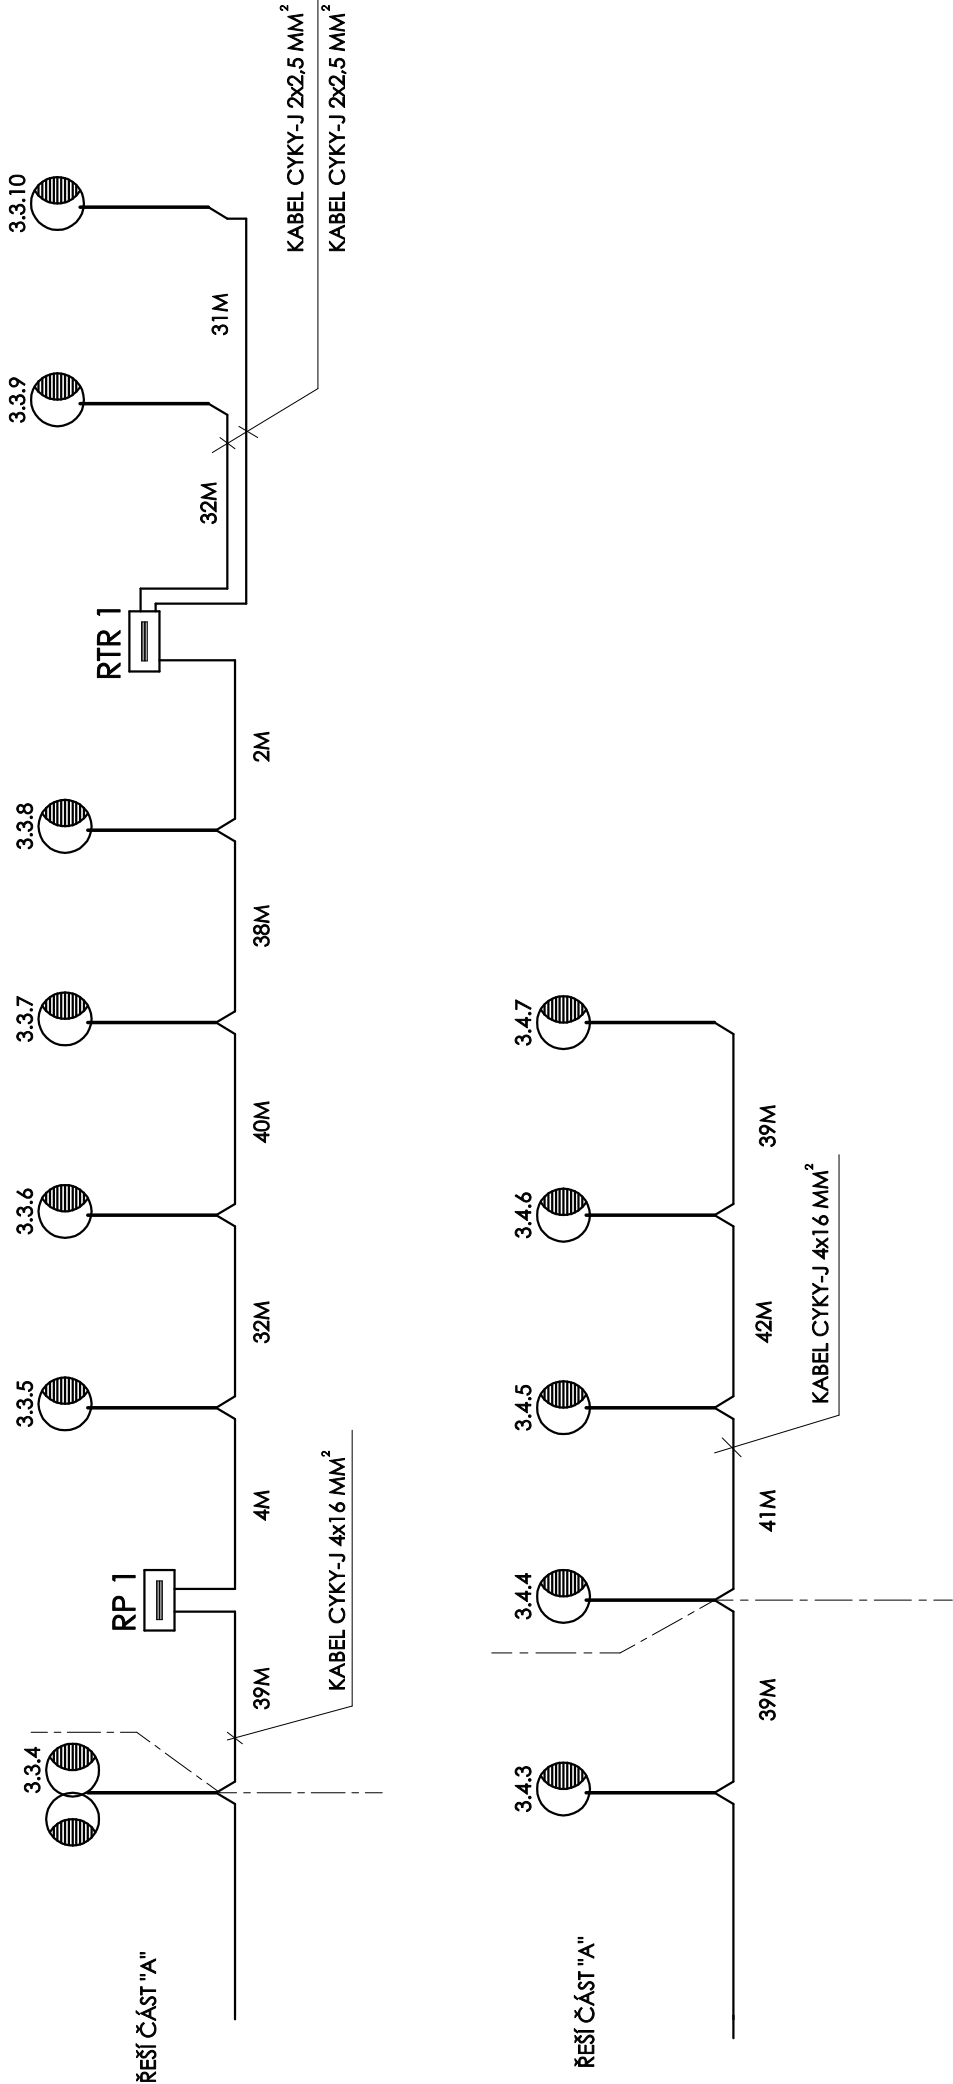 3.3.4
3.3.5
3.3.6
3.3.7
3.3.8
3.3.9
3.3.10
RP 1
RTR 1
39M
4M
32M
40M
38M
2M
32M
31M
KABEL CYKY-J 4x16 MM²
KABEL CYKY-J 2x2,5 MM²
KABEL CYKY-J 2x2,5 MM²
ŘEŠÍ ČÁST "A"
3.4.3
3.4.4
3.4.5
3.4.6
3.4.7
39M
41M
42M
39M
KABEL CYKY-J 4x16 MM²
ŘEŠÍ ČÁST "A"